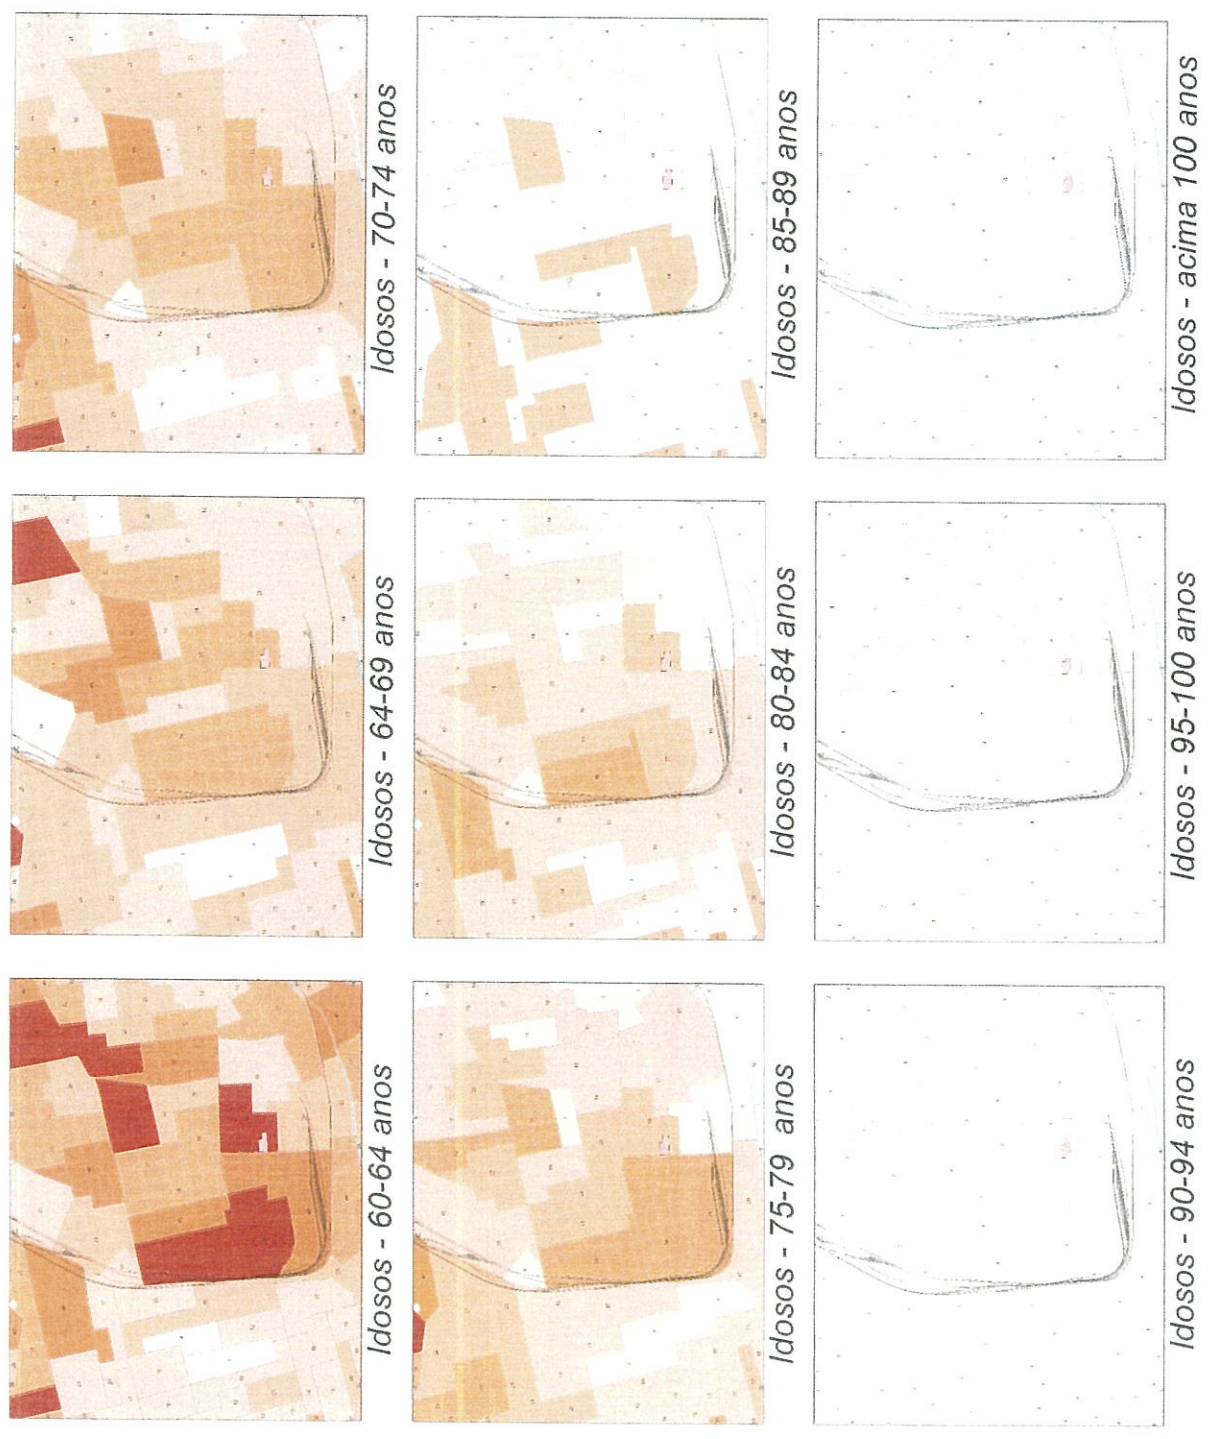 Idosos - 60-64 anos
Idosos - 64-69 anos
Idosos - 70-74 anos
Idosos - 75-79 anos
Idosos - 80-84 anos
Idosos - 85-89 anos
Idosos - 90-94 anos
Idosos - 95-100 anos
Idosos - acima 100 anos